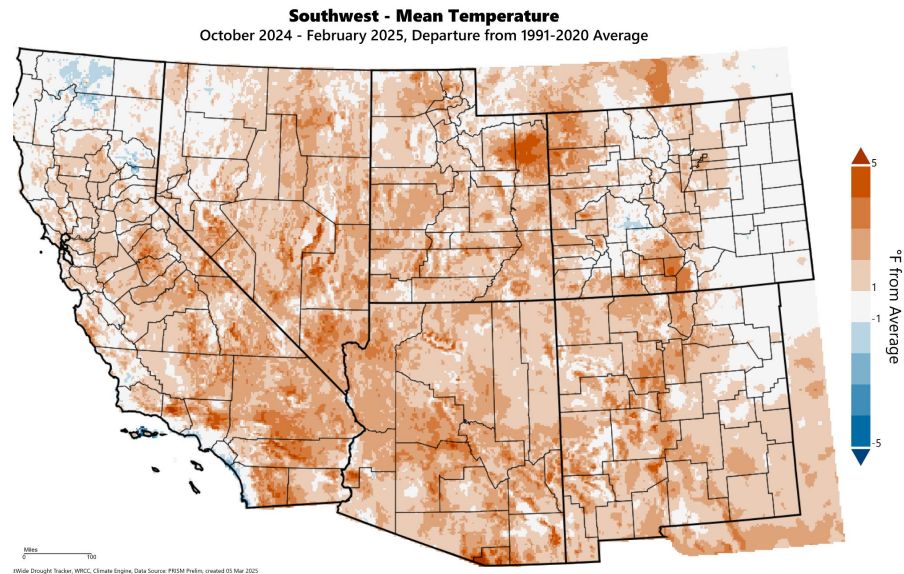 Southwest - Mean Temperature
October 2024 - February 2025, Departure from 1991-2020 Average
5
1
-1
-5
°F from Average
Miles
0 100
tWide Drought Tracker, WRCC, Climate Engine, Data Source: PRISM Prelim, created 05 Mar 2025